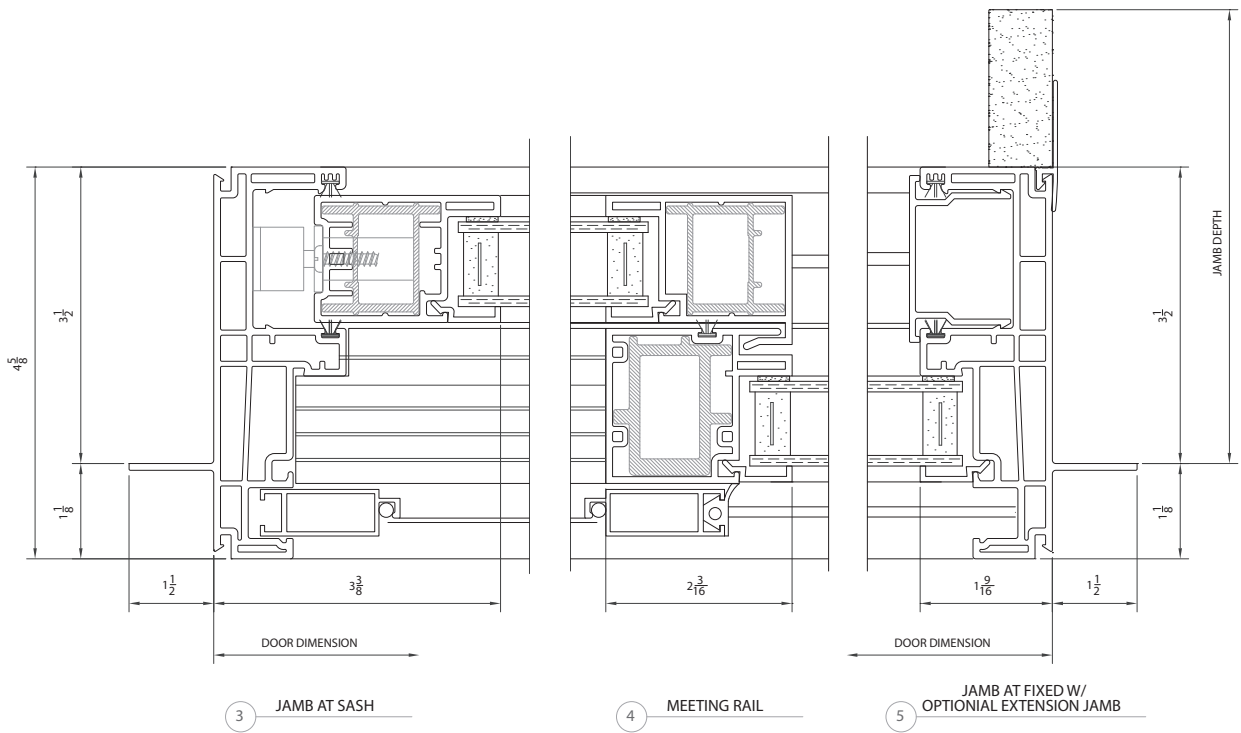 JAMB DEPTH
3 1/2
4 5/8
3 1/2
1 1/8
1 1/8
1 1/2
3 3/8
2 3/16
1 9/16
1 1/2
DOOR DIMENSION
DOOR DIMENSION
3 JAMB AT SASH
4 MEETING RAIL
5 JAMB AT FIXED W/
OPTIONIAL EXTENSION JAMB